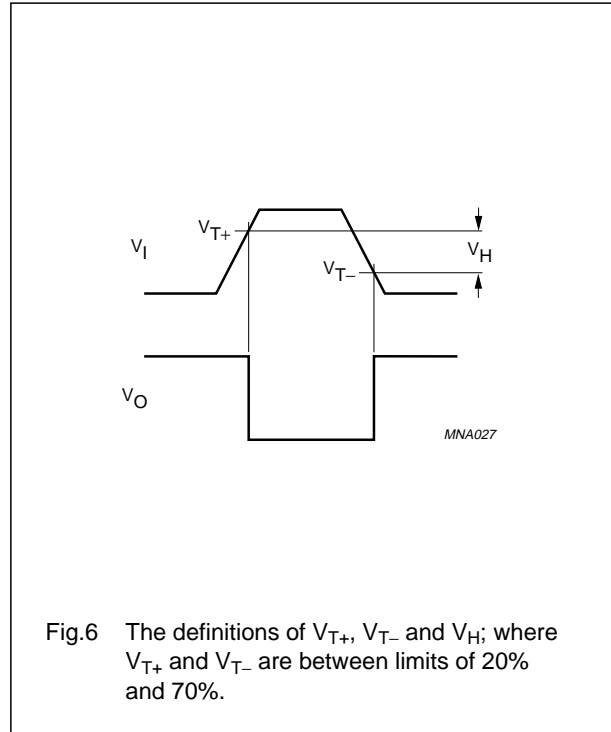 V_T+
V_I
V_H
V_T−
V_O
MNA027
Fig.6 The definitions of V_T+, V_T− and V_H; where
V_T+ and V_T− are between limits of 20%
and 70%.